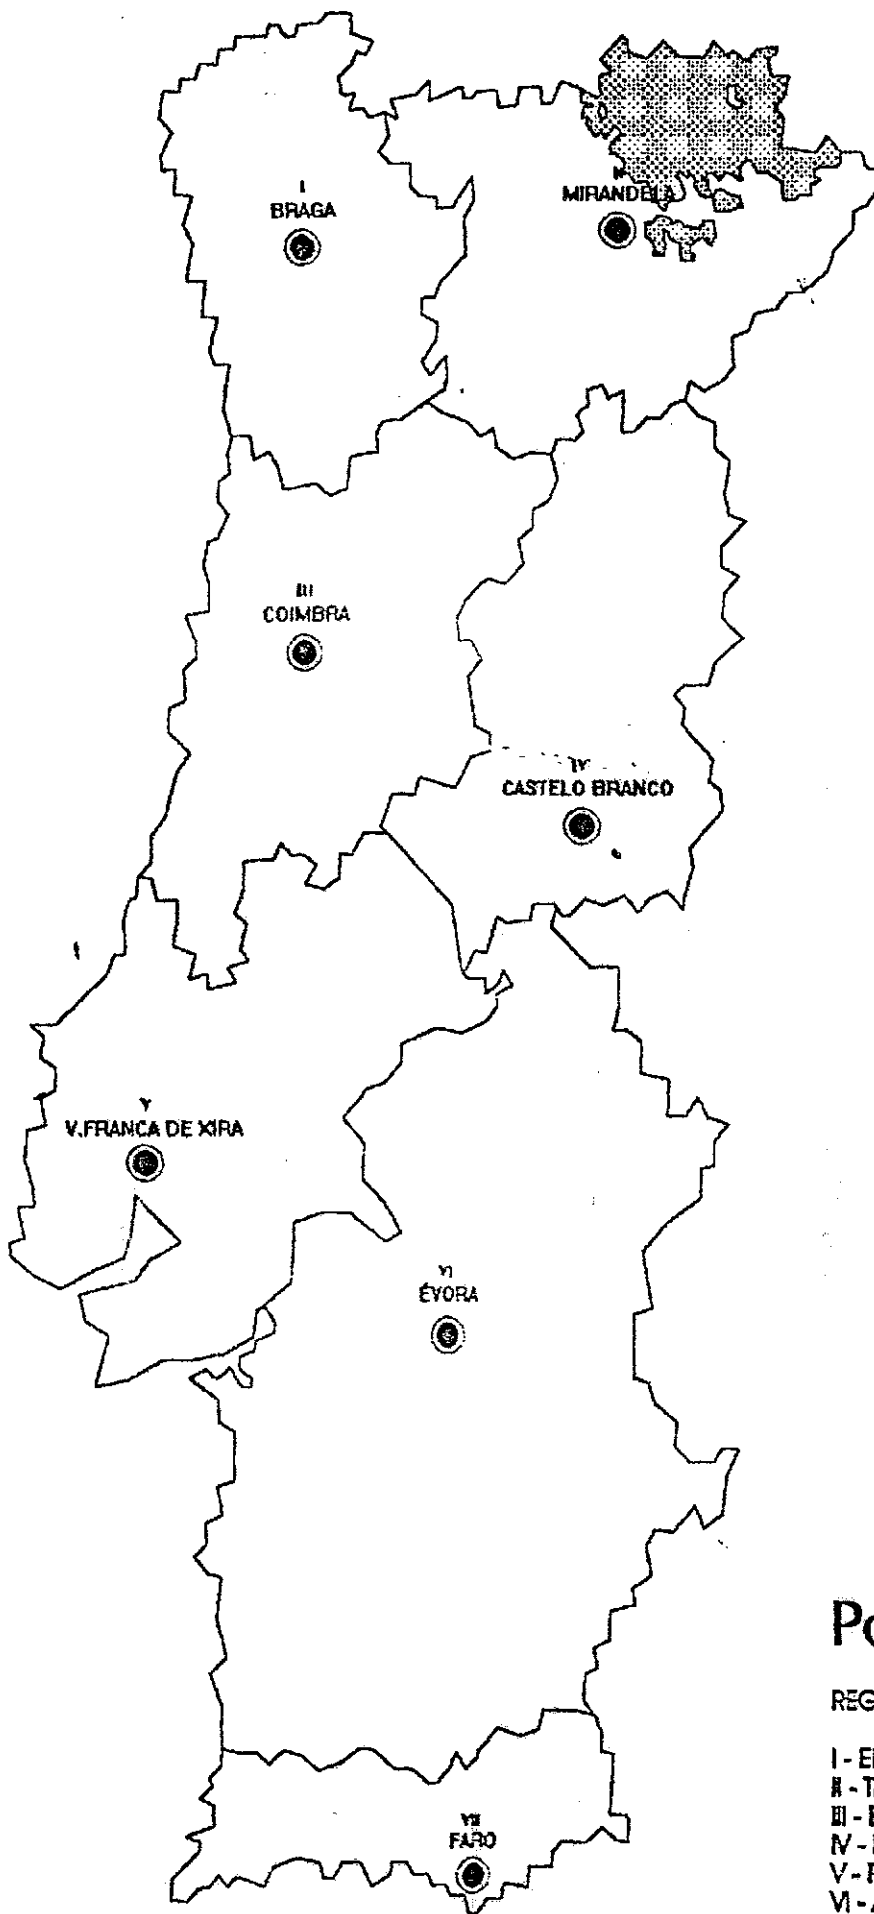 I
BRAGA
II
MIRANDELA
III
COIMBRA
IV
CASTELO BRANCO
V
V.FRANCA DE XIRA
VI
ÉVORA
VII
FARO
REG
I - E
II - T
III - E
IV -
V -
VI -